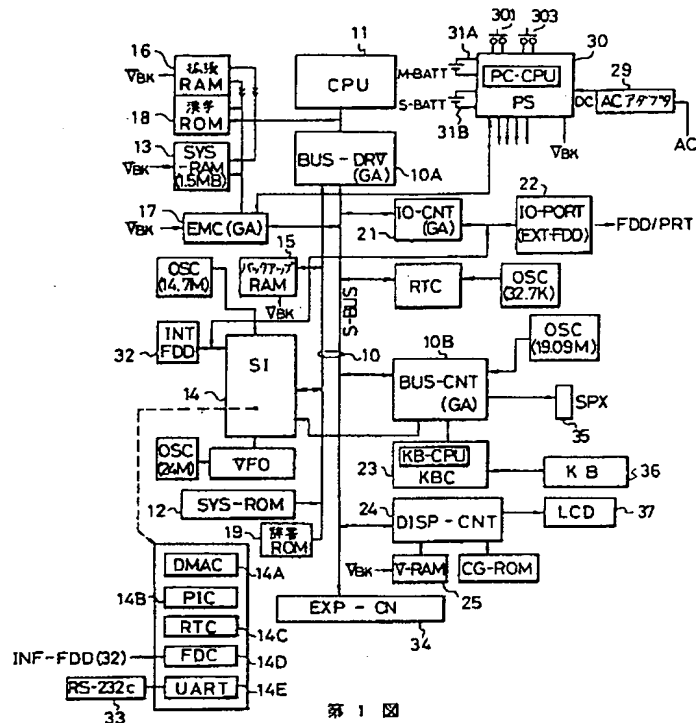 16
拡張
RAM
VBK
18
漢字
ROM
13
SYS
-RAM
(1.5MB)
VBK
17
EMC(GA)
VBK
11
CPU
BUS-DRV
(GA)
10A
31A
M-BATT
S-BATT
31B
301
303
30
PC-CPU
PS
VBK
DC
29
ACアダプタ
AC
IO-CNT
(GA)
21
22
IO-PORT
(EXT-FDD)
FDD/PRT
15
バックアップ
RAM
VBK
S-BUS
RTC
OSC
(32.7K)
OSC
(14.7M)
INT
FDD
32
SI
14
10
10B
BUS-CNT
(GA)
OSC
(19.09M)
SPX
35
OSC
(24M)
VFO
KB-CPU
KBC
23
KB
36
12
SYS-ROM
19
辞書
ROM
24
DISP-CNT
LCD
37
VBK
V-RAM
25
CG-ROM
EXP-CN
34
DMAC
14A
14B
PIC
RTC
14C
INF-FDD(32)
FDC
14D
RS-232c
33
UART
14E
第1図